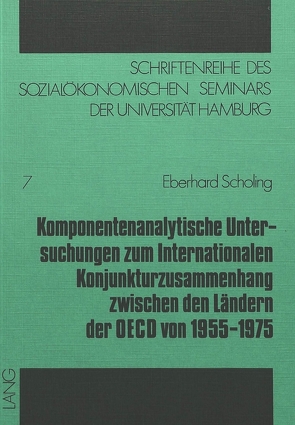 SCHRIFTENREIHE DES
SOZIALÖKONOMISCHEN SEMINARS
DER UNIVERSITÄT HAMBURG
7
Eberhard Scholing
Komponentenanalytische Unter-
suchungen zum Internationalen
Konjunkturzusammenhang
zwischen den Ländern
der OECD von 1955-1975
LANG